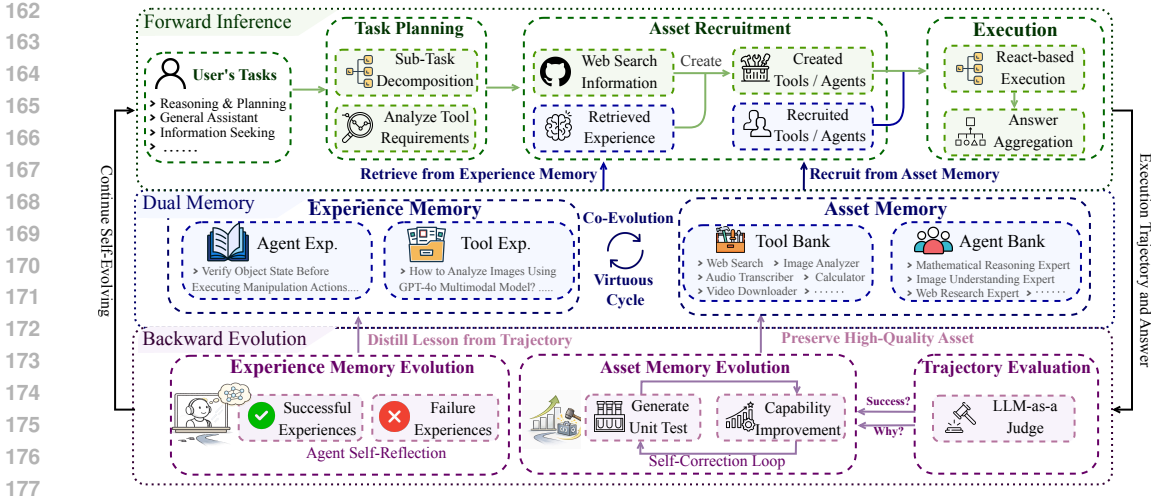 162
163
164
165
166
167
168
169
170
171
172
173
174
175
176
177
Forward Inference
User's Tasks
> Reasoning & Planning
> General Assistant
> Information Seeking
> ......
Task Planning
Sub-Task
Decomposition
Analyze Tool
Requirements
Asset Recruitment
Web Search
Information
Retrieved
Experience
Create
Created
Tools / Agents
Recruited
Tools / Agents
Execution
React-based
Execution
Answer
Aggregation
Retrieve from Experience Memory
Recruit from Asset Memory
Continue Self-Evolving
Execution Trajectory and Answer
Dual Memory
Experience Memory
Agent Exp.
> Verify Object State Before
Executing Manipulation Actions....
Tool Exp.
> How to Analyze Images Using
GPT-4o Multimodal Model? .....
Co-Evolution
Virtuous
Cycle
Asset Memory
Tool Bank
> Web Search > Image Analyzer
> Audio Transcriber > Calculator
> Video Downloader > ......
Agent Bank
> Mathematical Reasoning Expert
> Image Understanding Expert
> Web Research Expert > ......
Backward Evolution
Distill Lesson from Trajectory
Preserve High-Quality Asset
Experience Memory Evolution
Successful
Experiences
Failure
Experiences
Agent Self-Reflection
Asset Memory Evolution
Generate
Unit Test
Capability
Improvement
Self-Correction Loop
Success?
Why?
Trajectory Evaluation
LLM-as-a
Judge